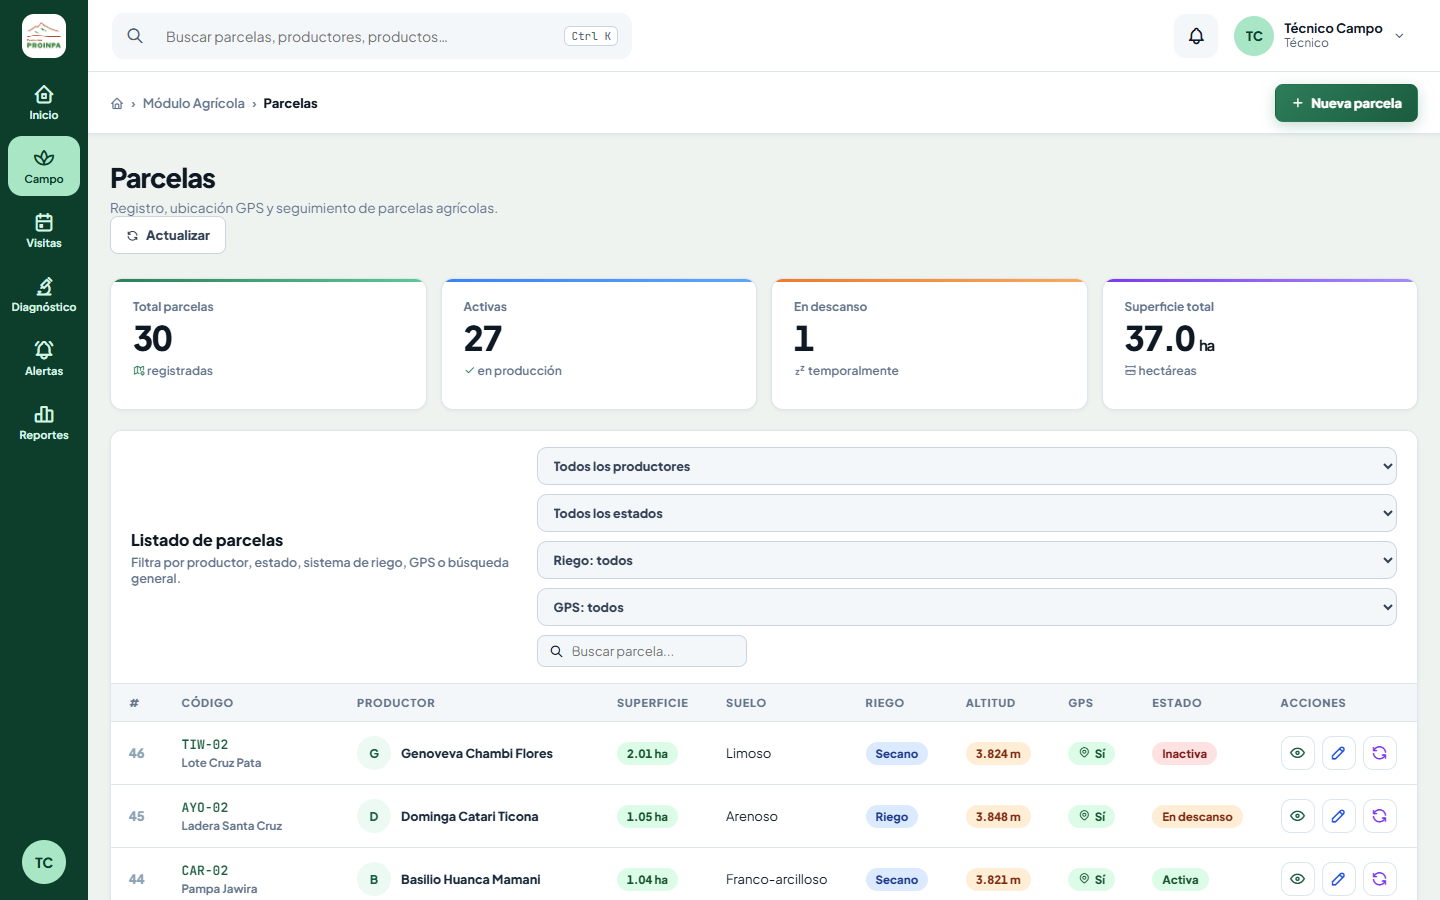 PROINPA
Buscar parcelas, productores, productos...
Ctrl K
TC
Técnico Campo
Técnico
Inicio
Campo
Visitas
Diagnóstico
Alertas
Reportes
TC
› Módulo Agrícola › Parcelas
+ Nueva parcela
Parcelas
Registro, ubicación GPS y seguimiento de parcelas agrícolas.
Actualizar
Total parcelas
30
registradas
Activas
27
en producción
En descanso
1
temporalmente
Superficie total
37.0 ha
hectáreas
Listado de parcelas
Filtra por productor, estado, sistema de riego, GPS o búsqueda
general.
Todos los productores
Todos los estados
Riego: todos
GPS: todos
Buscar parcela...
# CÓDIGO PRODUCTOR SUPERFICIE SUELO RIEGO ALTITUD GPS ESTADO ACCIONES
46 TIW-02 G Genoveva Chambi Flores 2.01 ha Limoso Secano 3.824 m Sí Inactiva
Lote Cruz Pata
45 AYO-02 D Dominga Catari Ticona 1.05 ha Arenoso Riego 3.848 m Sí En descanso
Ladera Santa Cruz
44 CAR-02 B Basilio Huanca Mamani 1.04 ha Franco-arcilloso Secano 3.821 m Sí Activa
Pampa Jawira